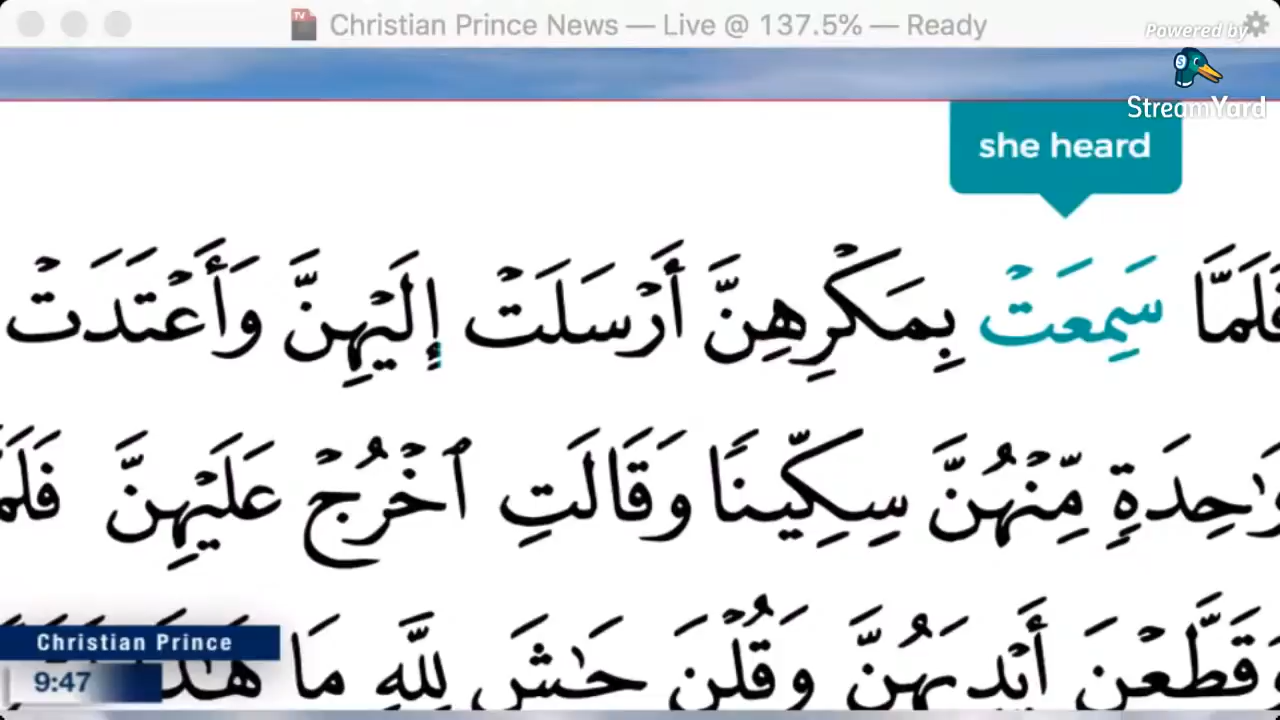 Christian Prince News — Live @ 137.5% — Ready
Powered by
StreamYard
she heard
فَلَمَّا سَمِعَتْ بِمَكْرِهِنَّ أَرْسَلَتْ إِلَيْهِنَّ وَأَعْتَدَتْ
وَٰحِدَةٍۢ مِّنْهُنَّ سِكِّينًا وَقَالَتِ ٱخْرُجْ عَلَيْهِنَّ
وَقَطَّعْنَ أَيْدِيَهُنَّ وَقُلْنَ حَـٰشَ لِلَّهِ مَا هَـٰذَا
Christian Prince
9:47